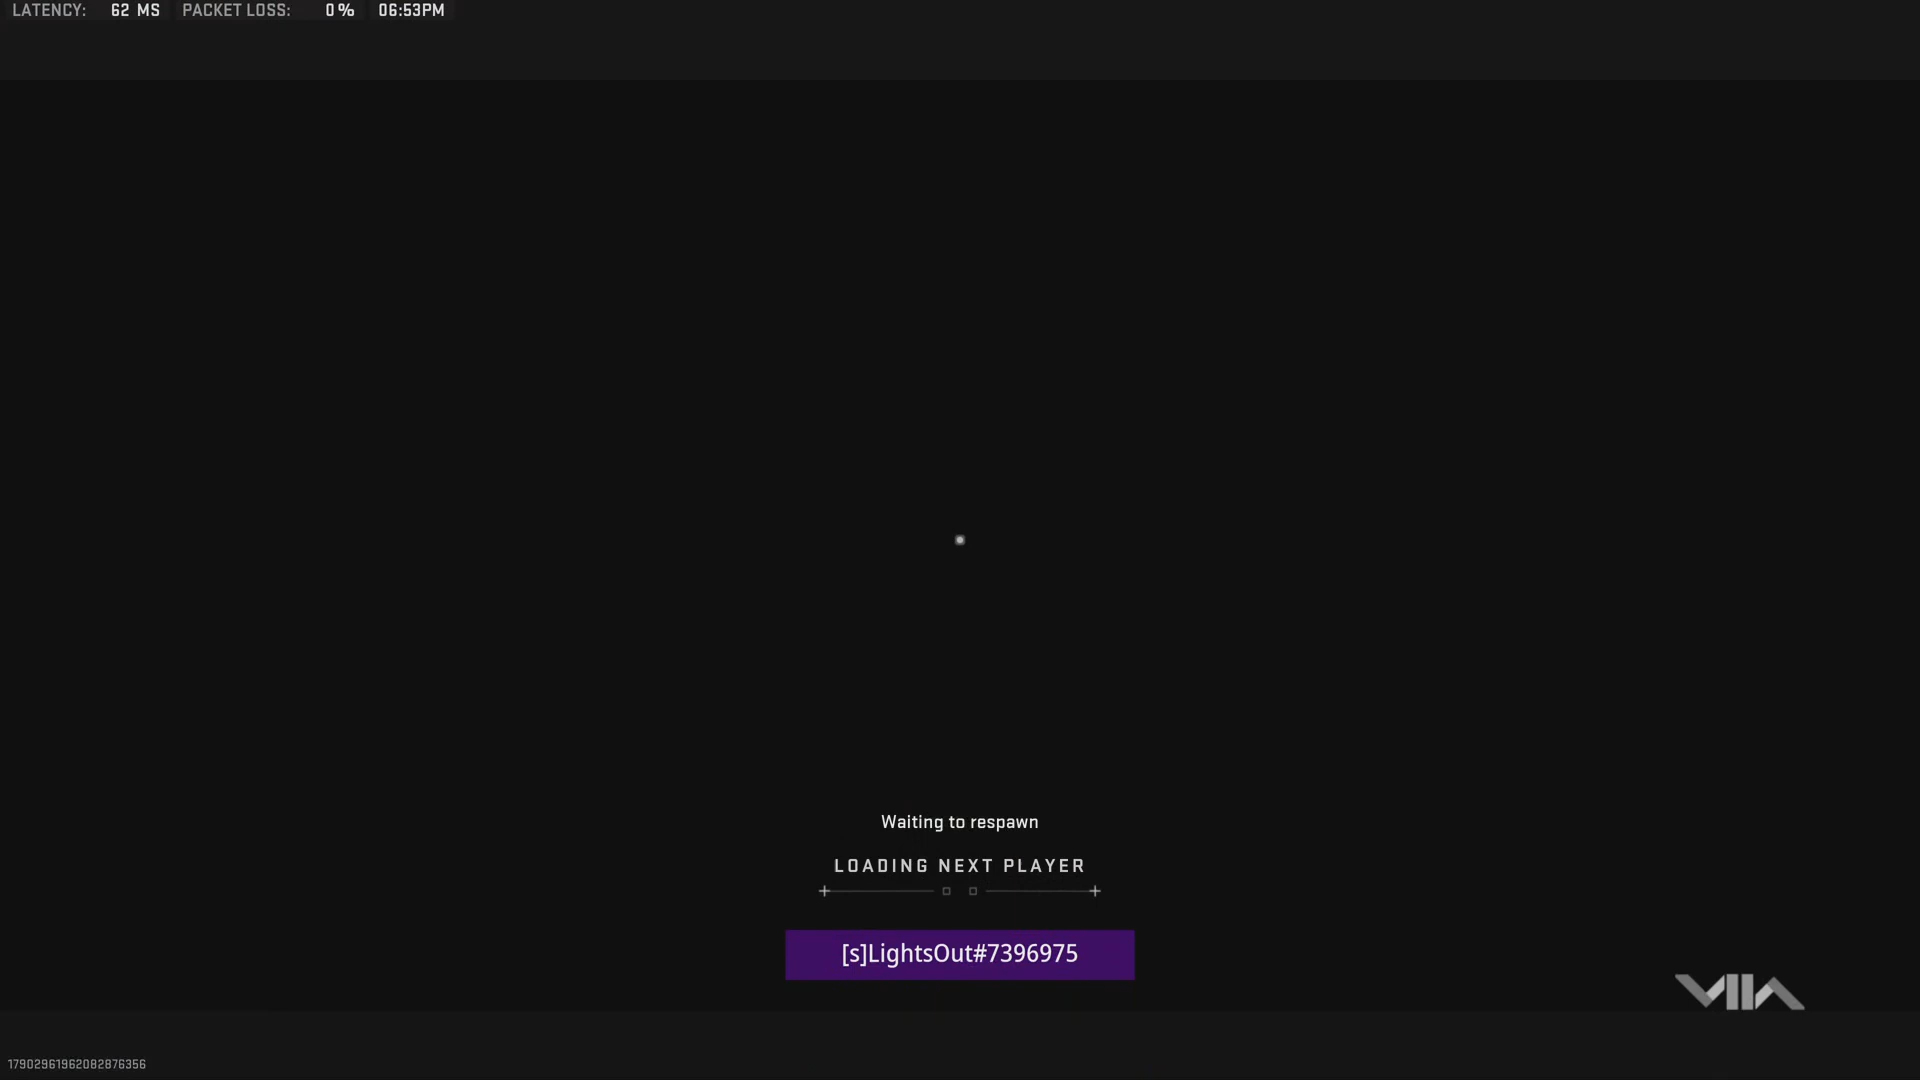 LATENCY: 62 MS PACKET LOSS: 0% 06:53PM
Waiting to respawn
LOADING NEXT PLAYER
[s]LightsOut#7396975
17902961962082876356